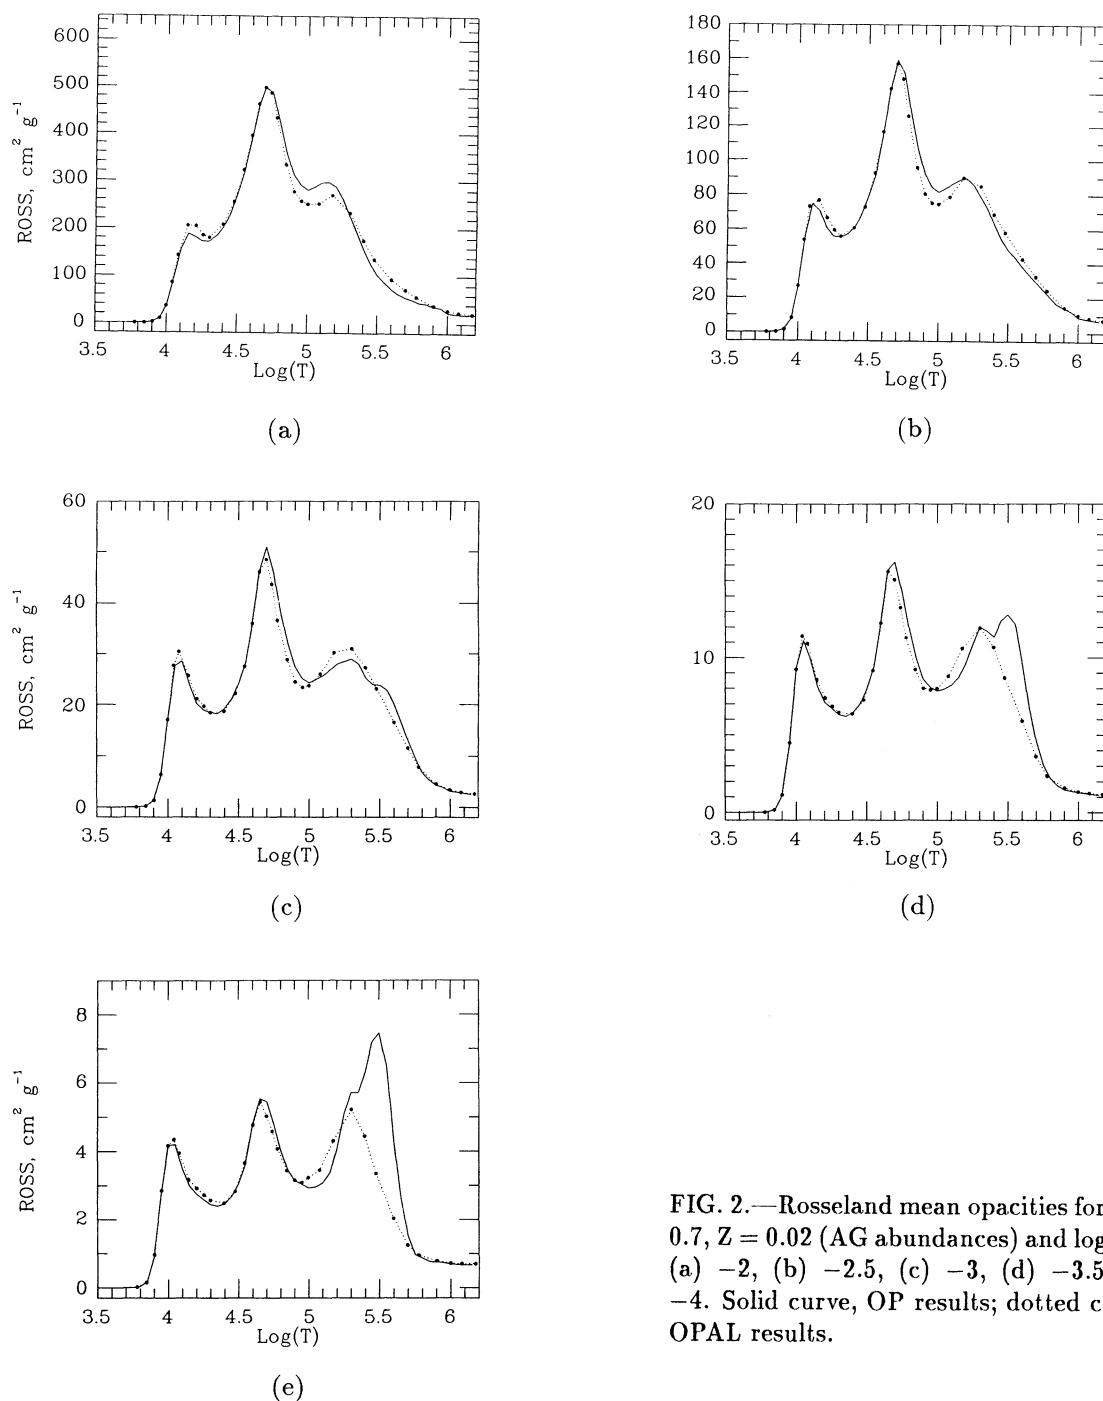 600
500
400
300
200
100
0
ROSS, cm² g⁻¹
3.5 4 4.5 5 5.5 6
Log(T)
(a)
180
160
140
120
100
80
60
40
20
0
3.5 4 4.5 5 5.5 6
Log(T)
(b)
60
40
20
0
ROSS, cm² g⁻¹
3.5 4 4.5 5 5.5 6
Log(T)
(c)
20
10
0
3.5 4 4.5 5 5.5 6
Log(T)
(d)
8
6
4
2
0
ROSS, cm² g⁻¹
3.5 4 4.5 5 5.5 6
Log(T)
(e)
FIG. 2.—Rosseland mean opacities for
0.7, Z = 0.02 (AG abundances) and log
(a) −2, (b) −2.5, (c) −3, (d) −3.5
−4. Solid curve, OP results; dotted c
OPAL results.